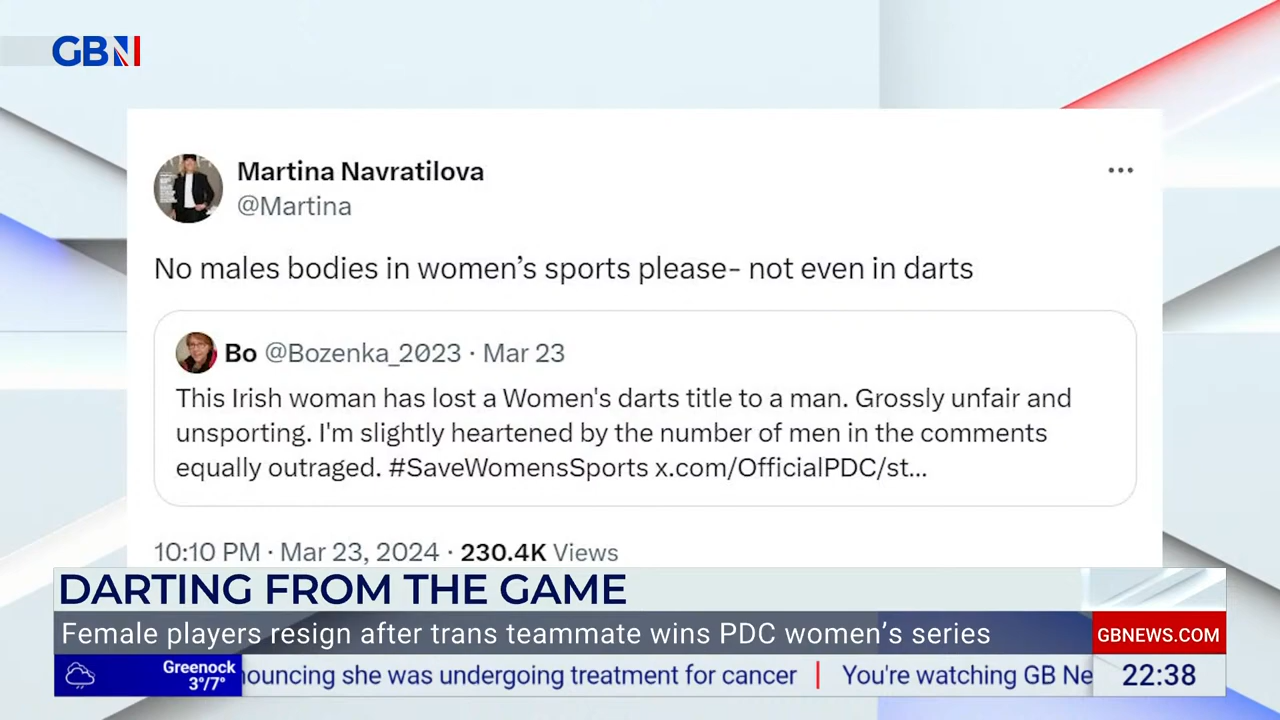 GBN
Martina Navratilova
@Martina
No males bodies in women’s sports please- not even in darts
Bo @Bozenka_2023 · Mar 23
This Irish woman has lost a Women's darts title to a man. Grossly unfair and
unsporting. I'm slightly heartened by the number of men in the comments
equally outraged. #SaveWomensSports x.com/OfficialPDC/st...
10:10 PM · Mar 23, 2024 · 230.4K Views
DARTING FROM THE GAME
Female players resign after trans teammate wins PDC women’s series
GBNEWS.COM
Greenock
3°/7°
ouncing she was undergoing treatment for cancer | You're watching GB Ne
22:38